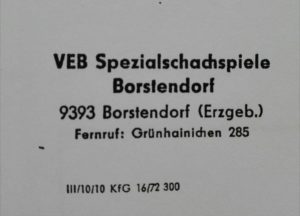 VEB Spezialschachspiele
Borstendorf
9393 Borstendorf (Erzgeb.)
Fernruf: Grünhainichen 285
III/10/10 KfG 16/72 300